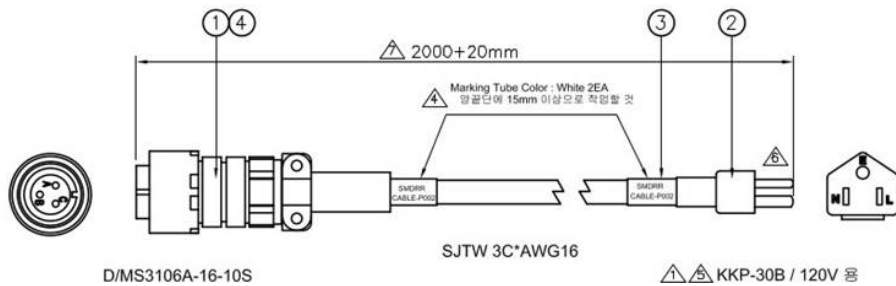 1 4
7 2000+20mm
3
2
Marking Tube Color : White 2EA
4 양끝단에 15mm 이상으로 작업할 것
6
A
B
C
SMDRR
CABLE-P002
SMDRR
CABLE-P002
E
N L
SJTW 3C*AWG16
D/MS3106A-16-10S
1 5 KKP-30B / 120V 용